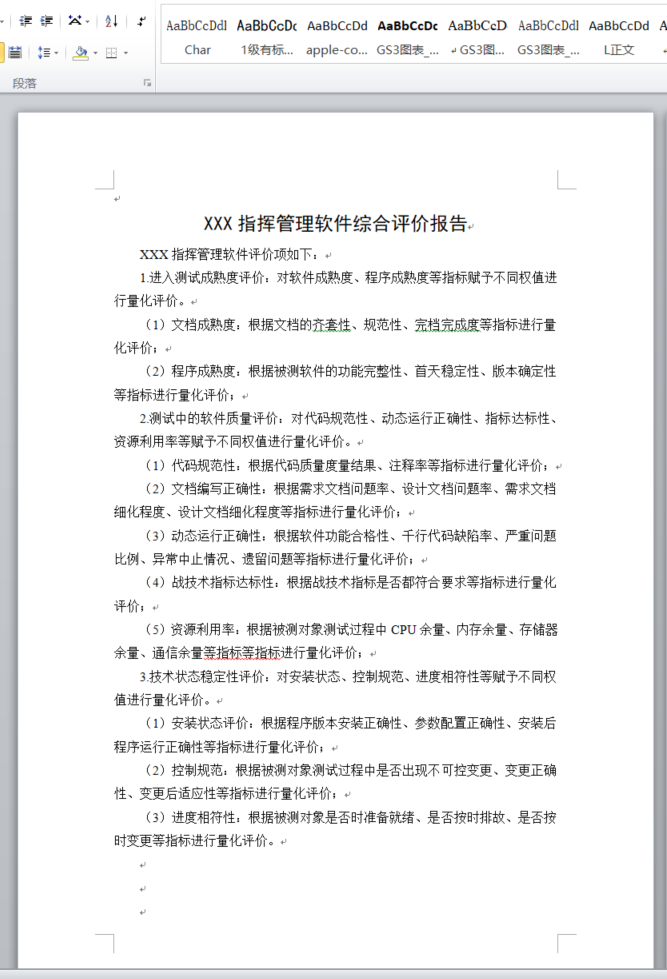 AaBbCcDdI AaBbCcDc AaBbCcDd AaBbCcDc AaBbCcD AaBbCcDdI AaBbCcDd
Char 1级有标... apple-co... GS3图表_... GS3图... GS3图表_... L正文
段落
XXX 指挥管理软件综合评价报告
XXX 指挥管理软件评价项如下：
1.进入测试成熟度评价：对软件成熟度、程序成熟度等指标赋予不同权值进
行量化评价。
（1）文档成熟度：根据文档的齐套性、规范性、完档完成度等指标进行量
化评价；
（2）程序成熟度：根据被测软件的功能完整性、首天稳定性、版本确定性
等指标进行量化评价；
2.测试中的软件质量评价：对代码规范性、动态运行正确性、指标达标性、
资源利用率等赋予不同权值进行量化评价。
（1）代码规范性：根据代码质量度量结果、注释率等指标进行量化评价；
（2）文档编写正确性：根据需求文档问题率、设计文档问题率、需求文档
细化程度、设计文档细化程度等指标进行量化评价；
（3）动态运行正确性：根据软件功能合格性、千行代码缺陷率、严重问题
比例、异常中止情况、遗留问题等指标进行量化评价；
（4）战技术指标达标性：根据战技术指标是否都符合要求等指标进行量化
评价；
（5）资源利用率：根据被测对象测试过程中 CPU 余量、内存余量、存储器
余量、通信余量等指标等指标进行量化评价；
3.技术状态稳定性评价：对安装状态、控制规范、进度相符性等赋予不同权
值进行量化评价。
（1）安装状态评价：根据程序版本安装正确性、参数配置正确性、安装后
程序运行正确性等指标进行量化评价；
（2）控制规范：根据被测对象测试过程中是否出现不可控变更、变更正确
性、变更后适应性等指标进行量化评价；
（3）进度相符性：根据被测对象是否时准备就绪、是否按时排故、是否按
时变更等指标进行量化评价。